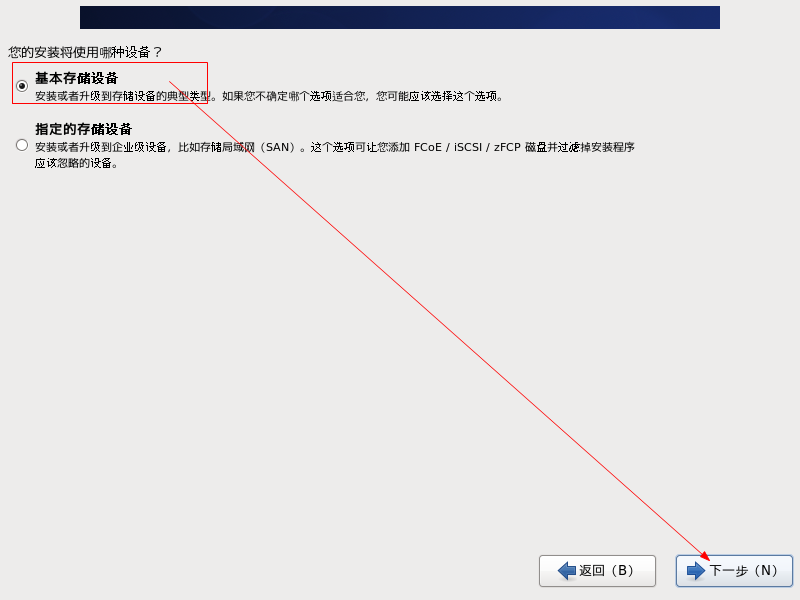 您的安装将使用哪种设备？
基本存储设备
安装或者升级到存储设备的典型类型。如果您不确定哪个选项适合您，您可能应该选择这个选项。
指定的存储设备
安装或者升级到企业级设备，比如存储局域网（SAN）。这个选项可让您添加 FCoE / iSCSI / zFCP 磁盘并过滤掉安装程序
应该忽略的设备。
返回（B）
下一步（N）